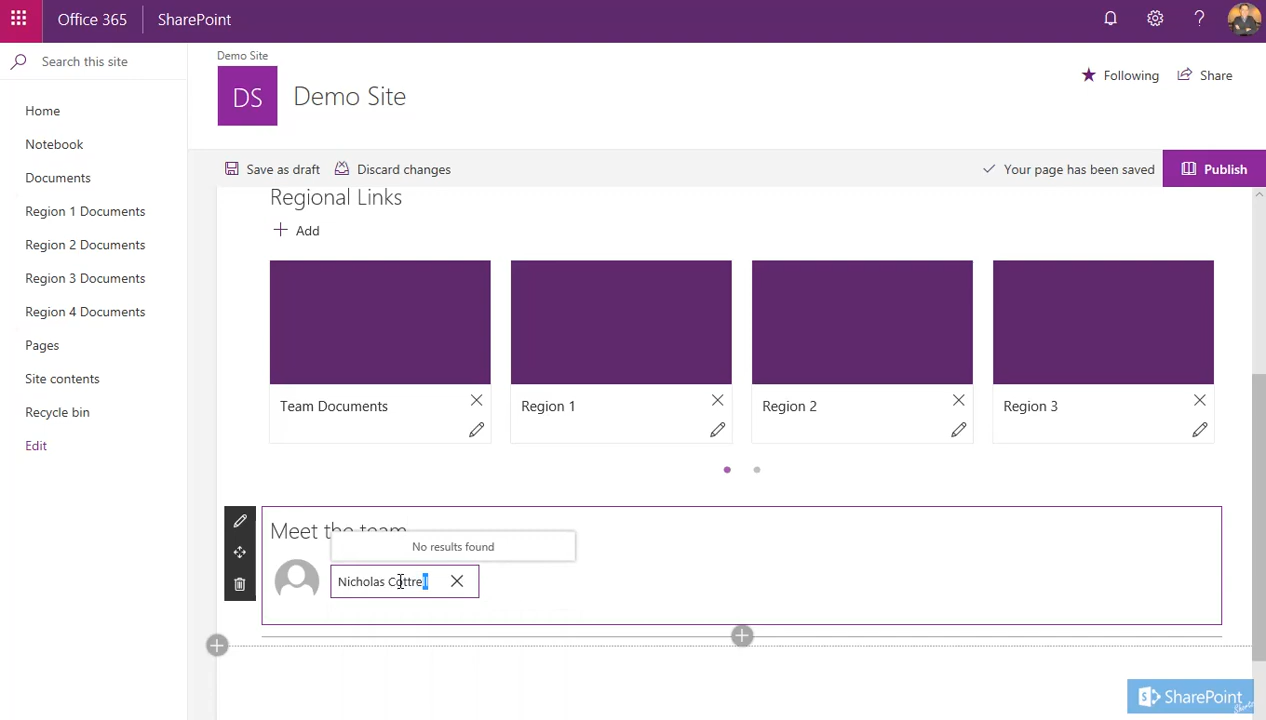 Office 365
SharePoint
Search this site
Home
Notebook
Documents
Region 1 Documents
Region 2 Documents
Region 3 Documents
Region 4 Documents
Pages
Site contents
Recycle bin
Edit
Demo Site
DS
Demo Site
Following
Share
Save as draft
Discard changes
Your page has been saved
Publish
Regional Links
Add
Team Documents
Region 1
Region 2
Region 3
Meet the team
No results found
Nicholas Cottrell
SharePoint
Shorts